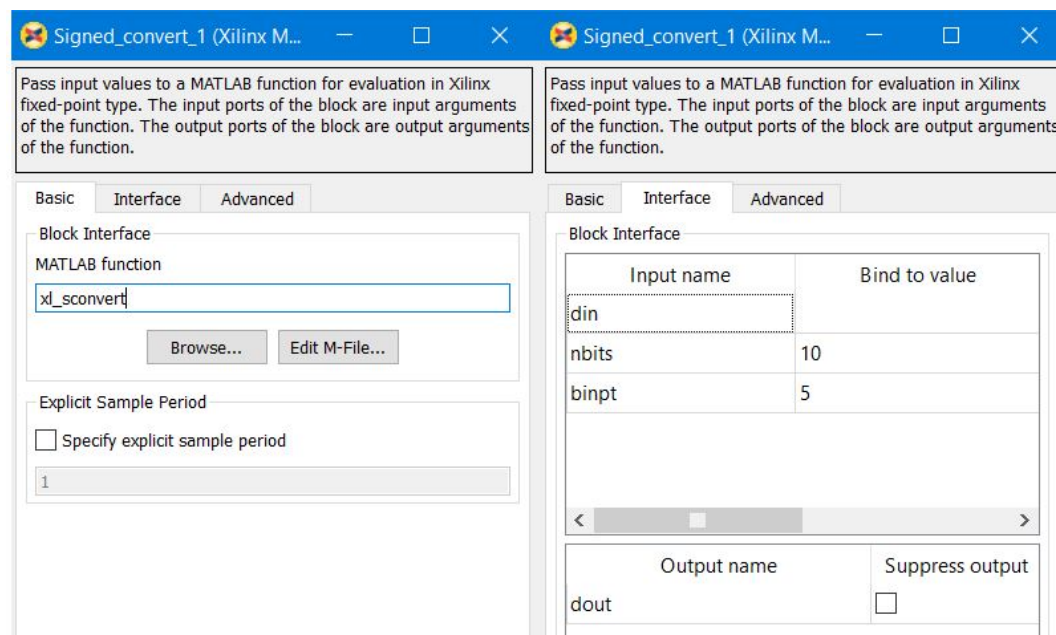 Signed_convert_1 (Xilinx M...
Pass input values to a MATLAB function for evaluation in Xilinx
fixed-point type. The input ports of the block are input arguments
of the function. The output ports of the block are output arguments
of the function.
Basic Interface Advanced
Block Interface
MATLAB function
xl_sconvert
Browse... Edit M-File...
Explicit Sample Period
Specify explicit sample period
1
Signed_convert_1 (Xilinx M...
Pass input values to a MATLAB function for evaluation in Xilinx
fixed-point type. The input ports of the block are input arguments
of the function. The output ports of the block are output arguments
of the function.
Basic Interface Advanced
Block Interface
Input name Bind to value
din
nbits 10
binpt 5
Output name Suppress output
dout